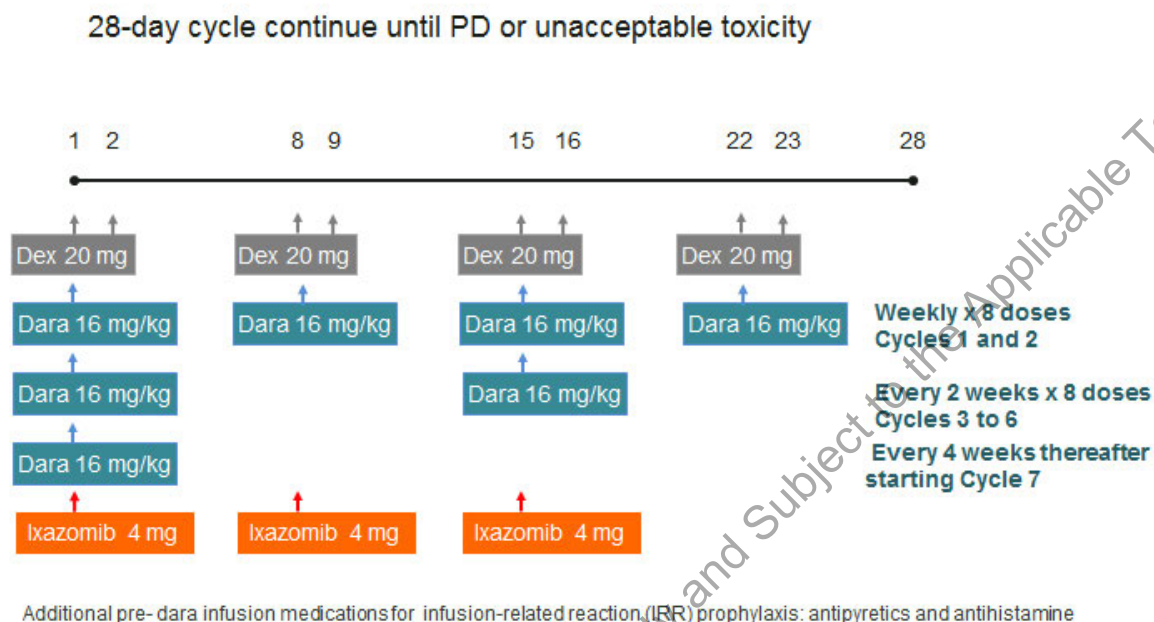 28-day cycle continue until PD or unacceptable toxicity
1 2 8 9 15 16 22 23 28
Dex 20 mg Dex 20 mg Dex 20 mg Dex 20 mg
Dara 16 mg/kg Dara 16 mg/kg Dara 16 mg/kg Dara 16 mg/kg
Weekly x 8 doses
Cycles 1 and 2
Dara 16 mg/kg Dara 16 mg/kg
Every 2 weeks x 8 doses
Cycles 3 to 6
Dara 16 mg/kg
Every 4 weeks thereafter
starting Cycle 7
Ixazomib 4 mg Ixazomib 4 mg Ixazomib 4 mg
Additional pre- dara infusion medications for infusion-related reaction (IRR) prophylaxis: antipyretics and antihistamine
and Subject to the Applicable